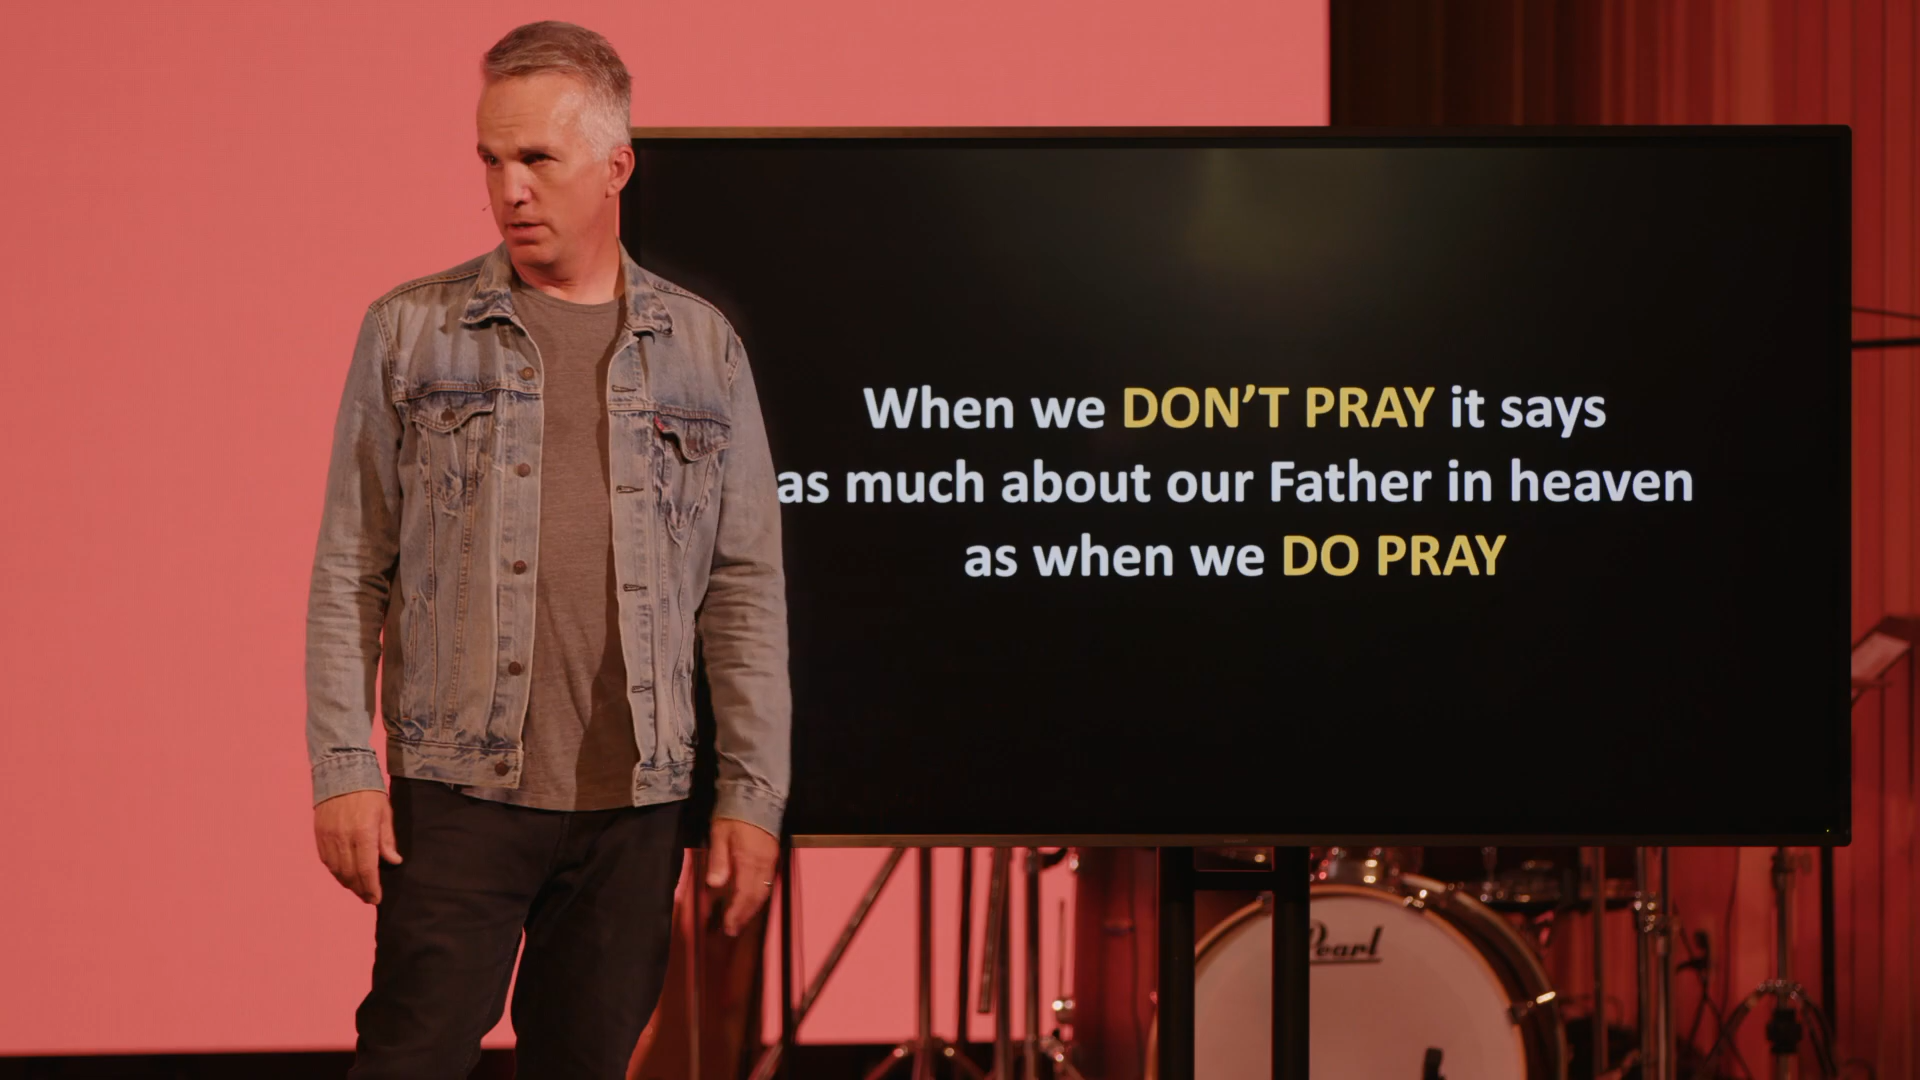 When we DON’T PRAY it says
as much about our Father in heaven
as when we DO PRAY
Pearl